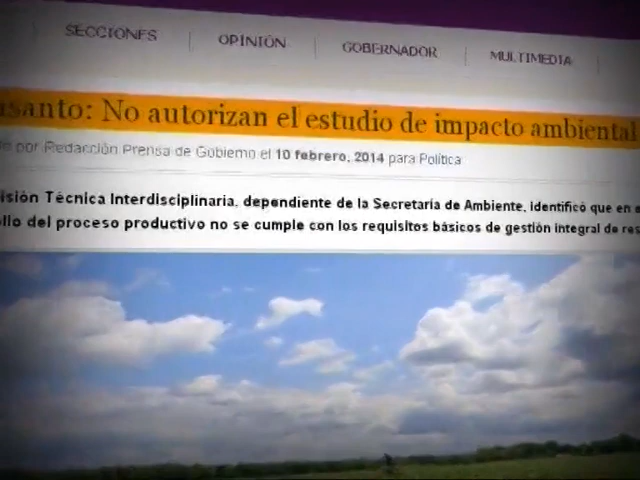 SECCIONES OPINIÓN GOBERNADOR MULTIMEDIA
santo: No autorizan el estudio de impacto ambiental
por Redacción Prensa de Gobierno el 10 febrero, 2014 para Política
isión Técnica Interdisciplinaria, dependiente de la Secretaría de Ambiente, identificó que en e
llo del proceso productivo no se cumple con los requisitos básicos de gestión integral de res